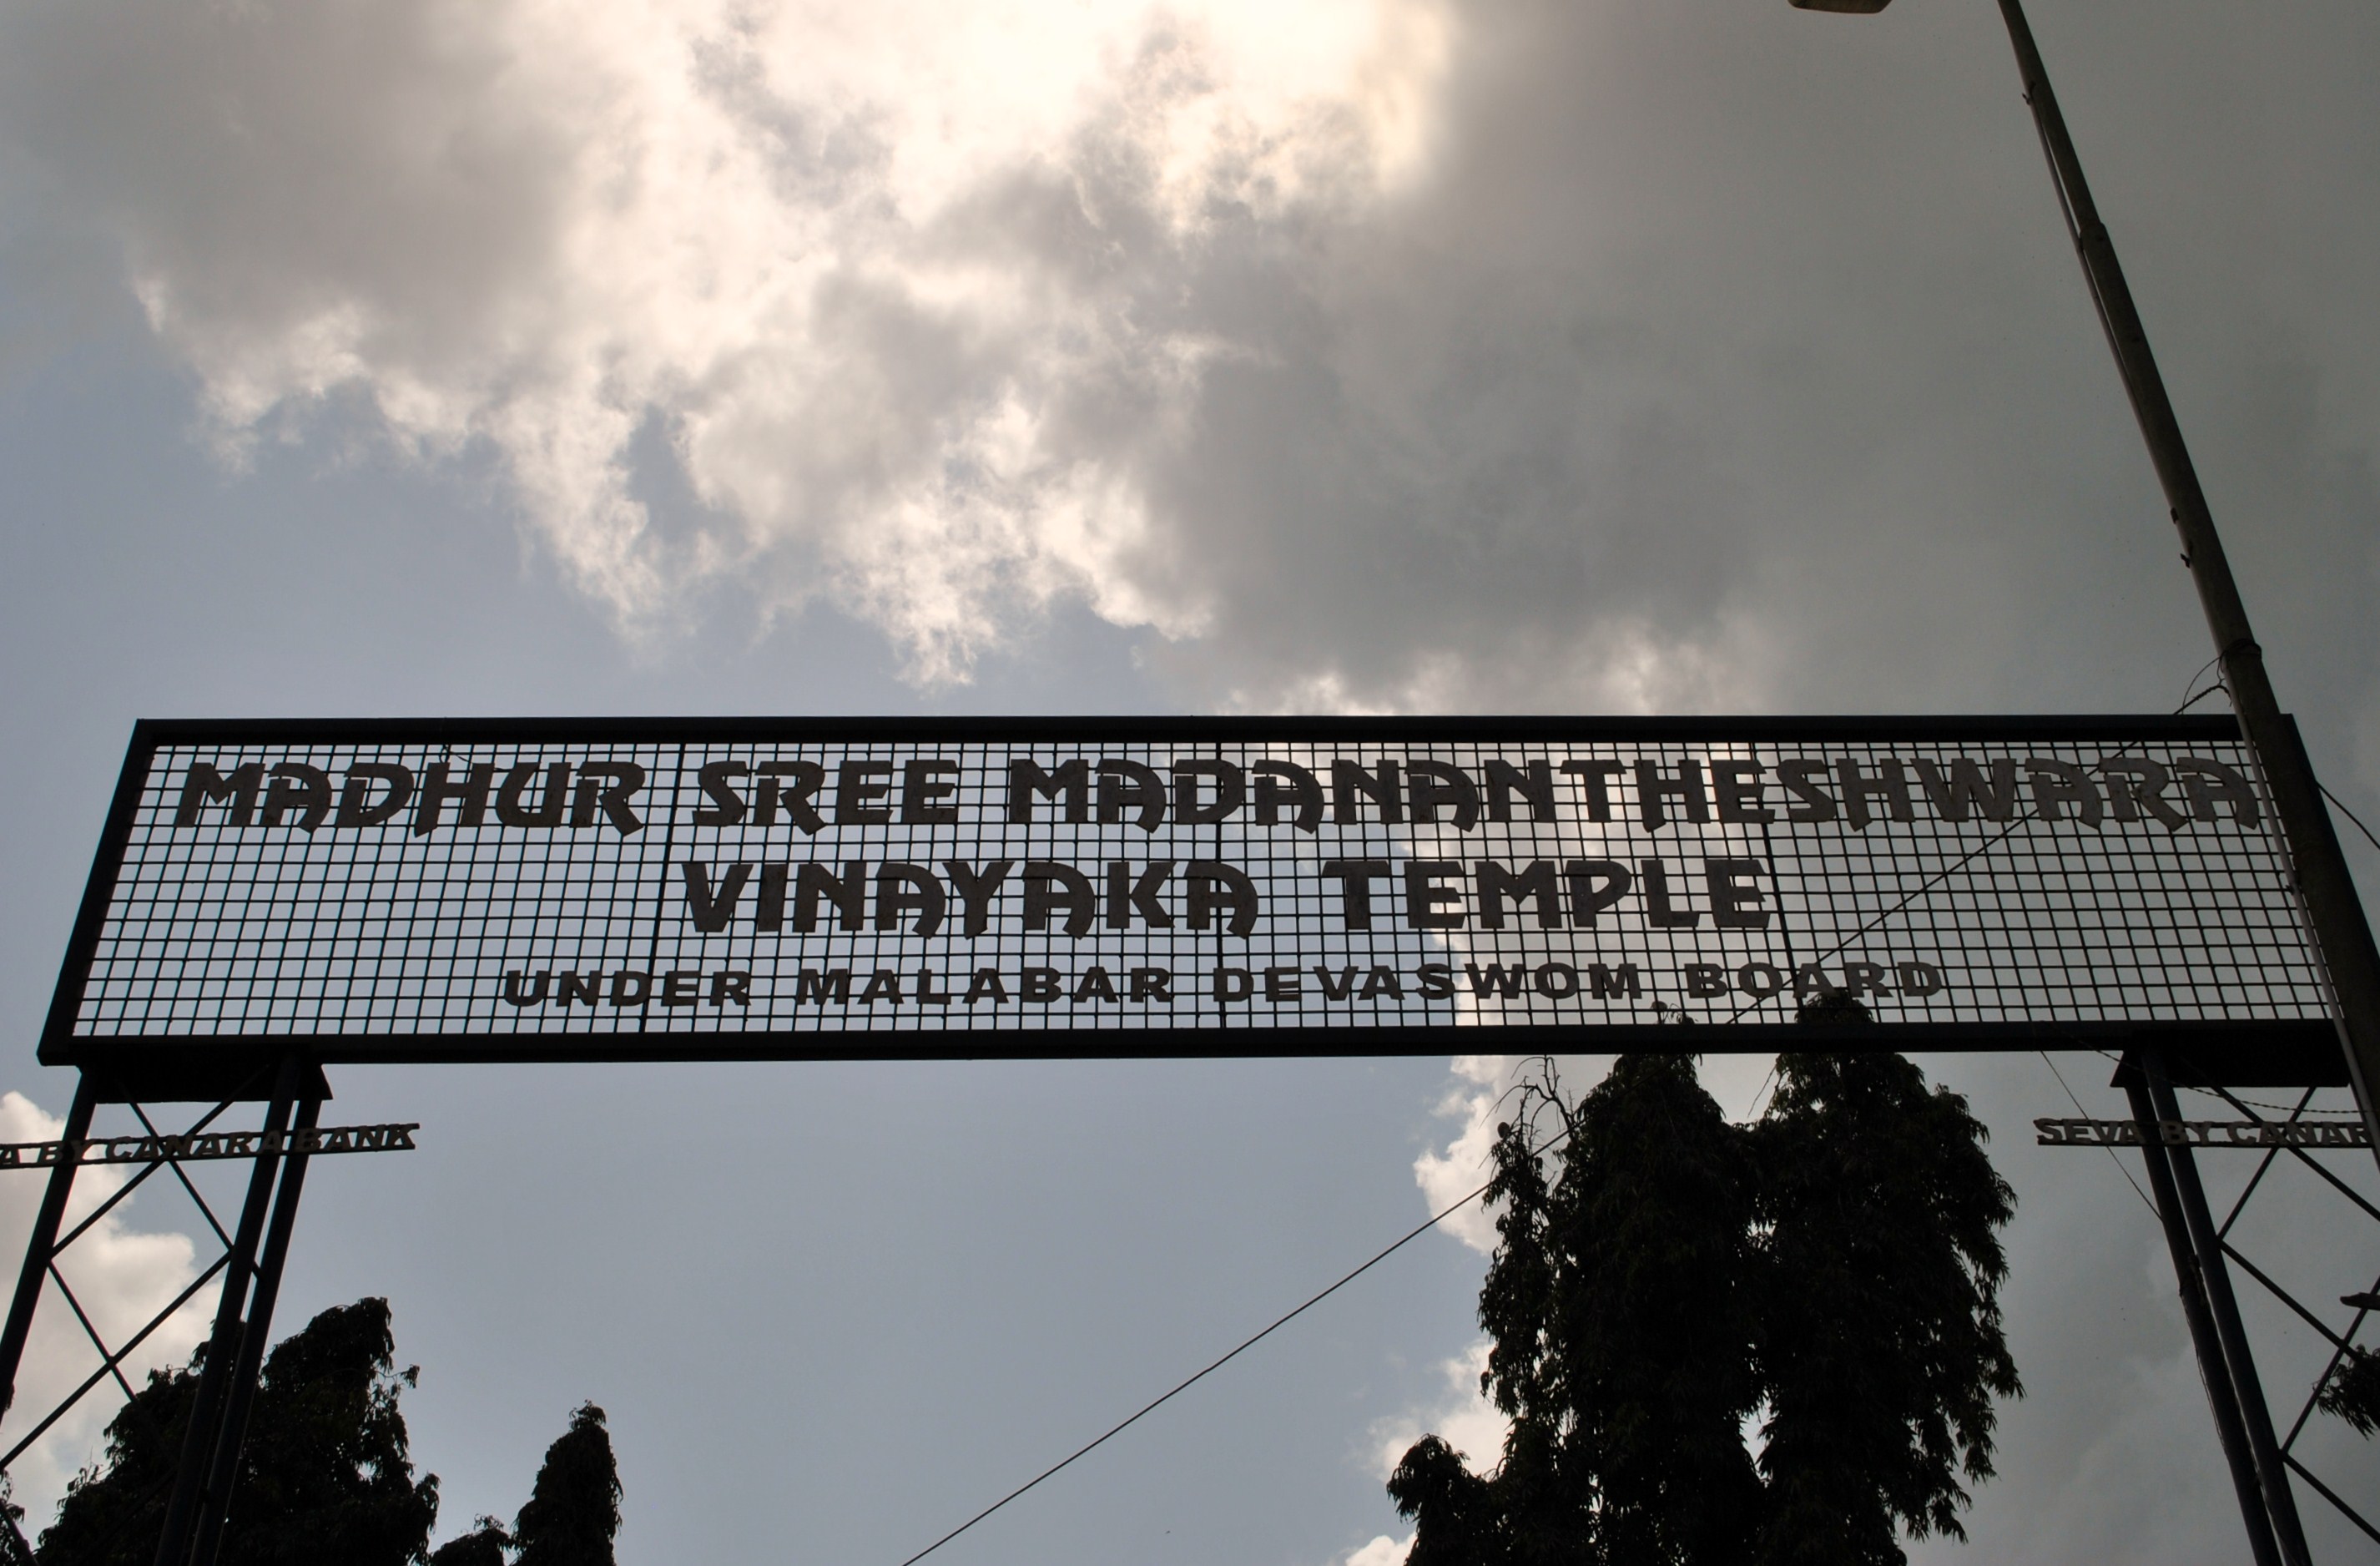 MADHUR SREE MADANANTHESHWARA
VINAYAKA TEMPLE
UNDER MALABAR DEVASWOM BOARD
A BY CANARA BANK
SEVA BY CANAR